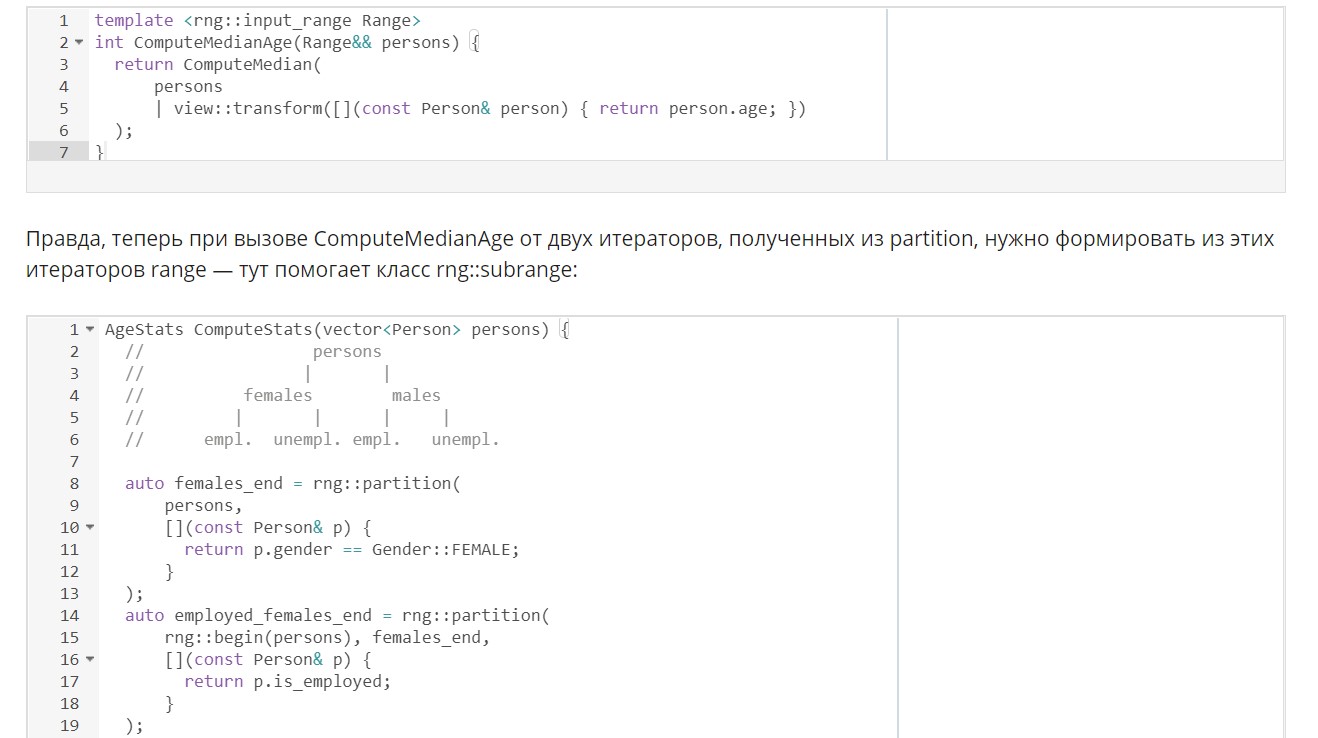 1 template <rng::input_range Range>
2 int ComputeMedianAge(Range&& persons) {
3   return ComputeMedian(
4       persons
5       | view::transform([](const Person& person) { return person.age; })
6   );
7 }
Правда, теперь при вызове ComputeMedianAge от двух итераторов, полученных из partition, нужно формировать из этих
итераторов range — тут помогает класс rng::subrange:
1 AgeStats ComputeStats(vector<Person> persons) {
2   //                 persons
3   //                |       |
4   //          females        males
5   //         |       |      |     |
6   //      empl.  unempl. empl.   unempl.
7
8   auto females_end = rng::partition(
9       persons,
10       [](const Person& p) {
11         return p.gender == Gender::FEMALE;
12       }
13   );
14   auto employed_females_end = rng::partition(
15       rng::begin(persons), females_end,
16       [](const Person& p) {
17         return p.is_employed;
18       }
19   );